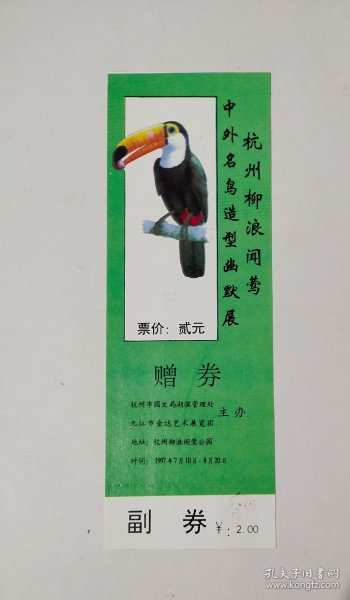 杭州柳浪闻莺
中外名鸟造型幽默展
票价：贰元
赠券
杭州市园文局湖滨管理处
九江市金达艺术展览团
主办
地址：杭州柳浪闻莺公园
时间：1997年7月10日-8月20日
副券 ¥：2.00
孔夫子旧书网